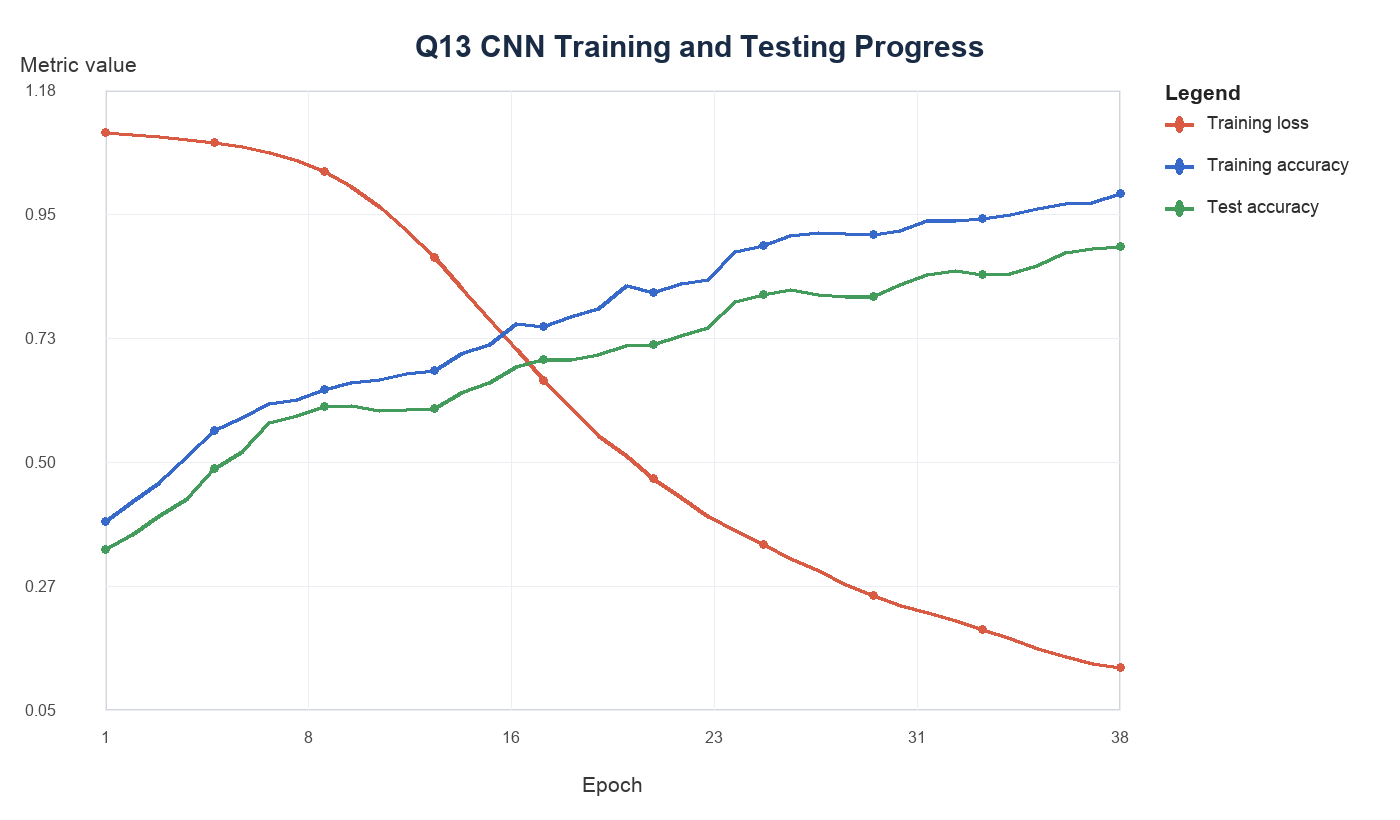 Q13 CNN Training and Testing Progress
Metric value
1.18
0.95
0.73
0.50
0.27
0.05
1 8 16 23 31 38
Epoch
Legend
Training loss
Training accuracy
Test accuracy